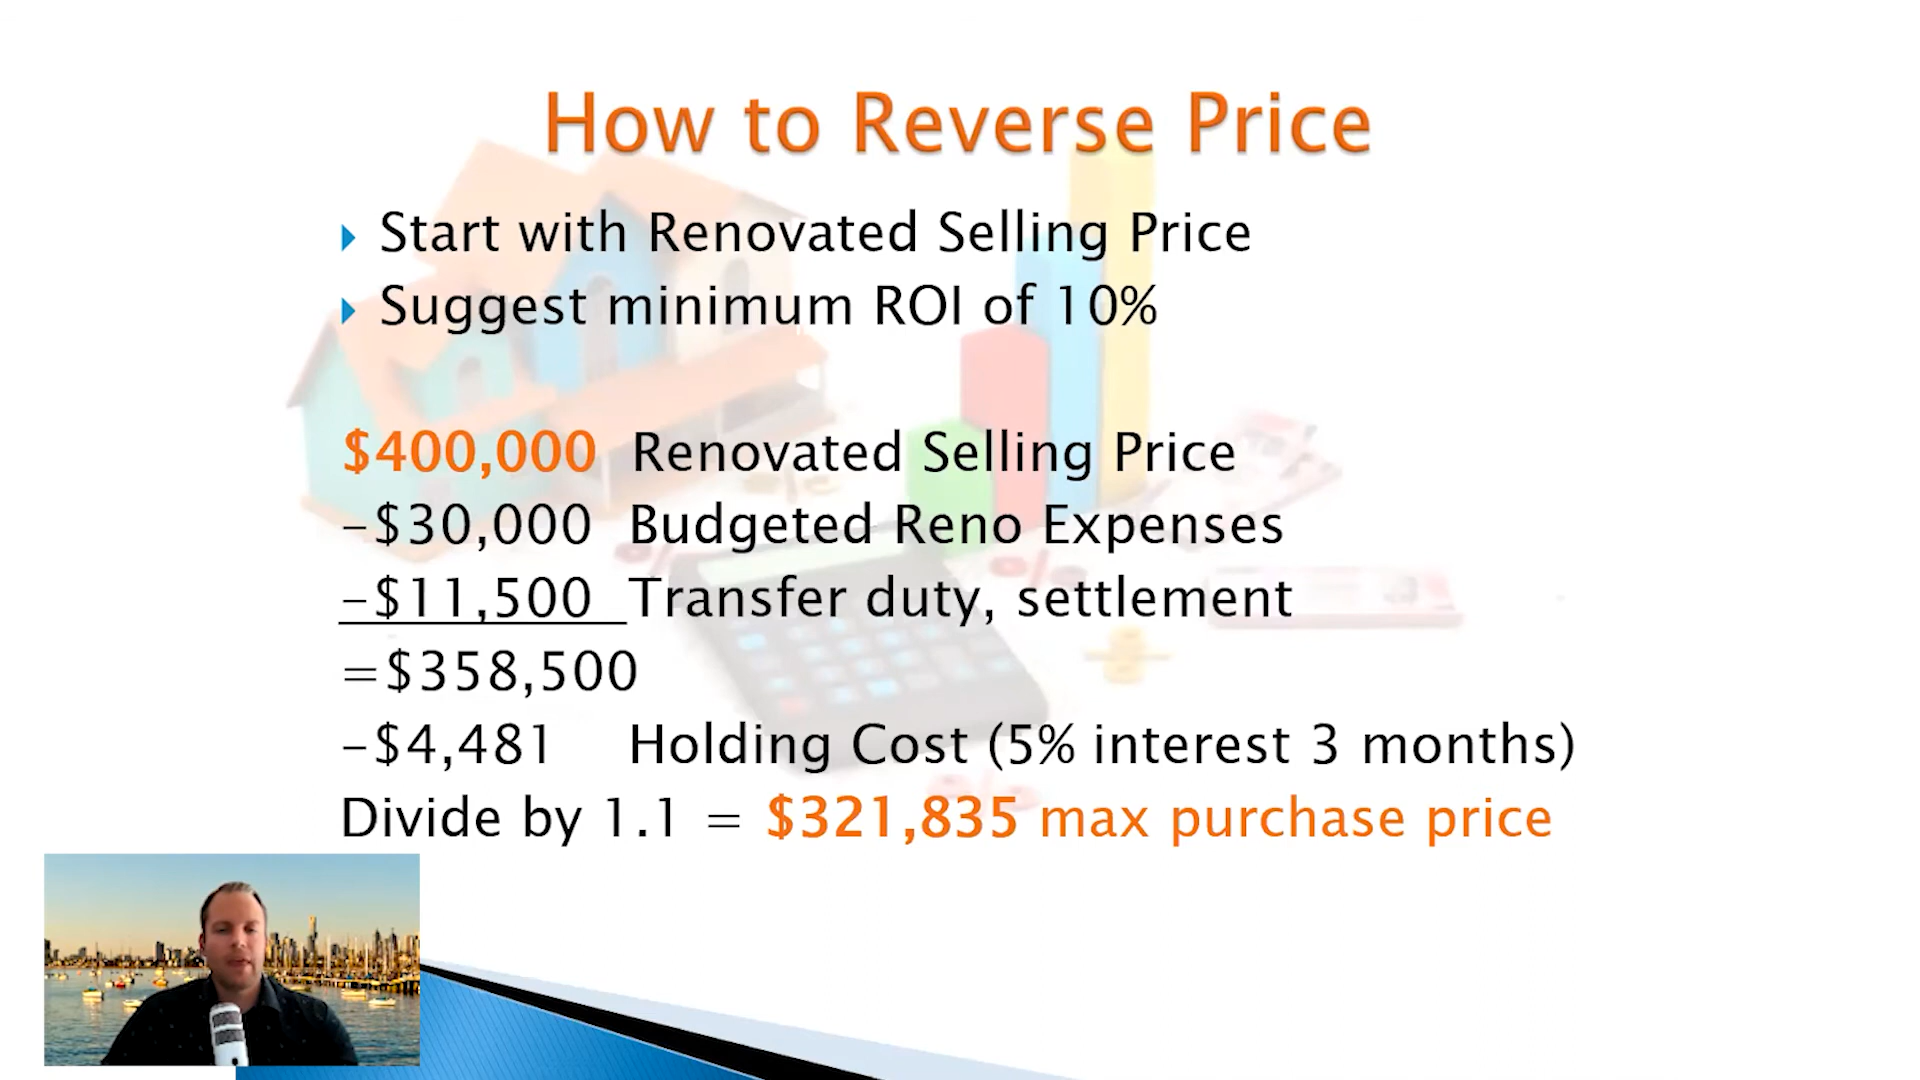 How to Reverse Price
Start with Renovated Selling Price
Suggest minimum ROI of 10%
$400,000 Renovated Selling Price
-$30,000 Budgeted Reno Expenses
-$11,500 Transfer duty, settlement
=$358,500
-$4,481 Holding Cost (5% interest 3 months)
Divide by 1.1 = $321,835 max purchase price